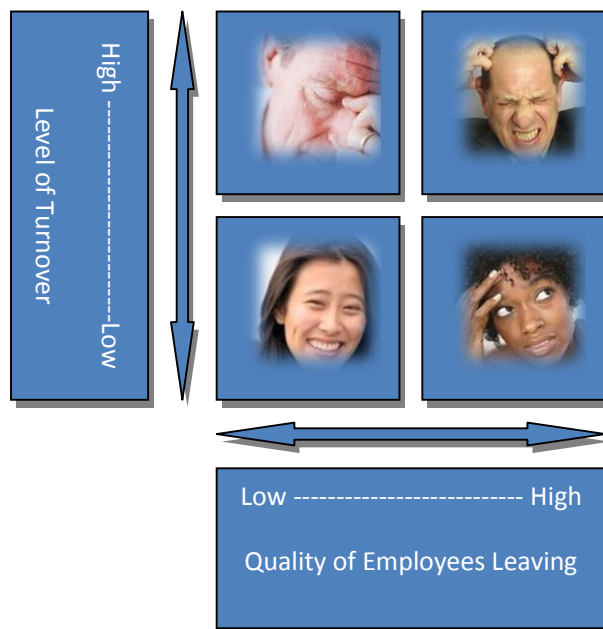 High ------------------------------Low
Level of Turnover
Low --------------------------- High
Quality of Employees Leaving